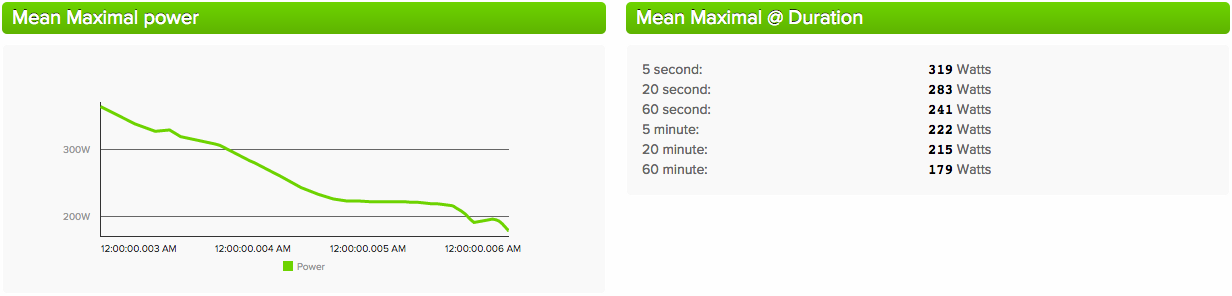 Mean Maximal power
300W
200W
12:00:00.003 AM 12:00:00.004 AM 12:00:00.005 AM 12:00:00.006 AM
Power
Mean Maximal @ Duration
5 second: 319 Watts
20 second: 283 Watts
60 second: 241 Watts
5 minute: 222 Watts
20 minute: 215 Watts
60 minute: 179 Watts